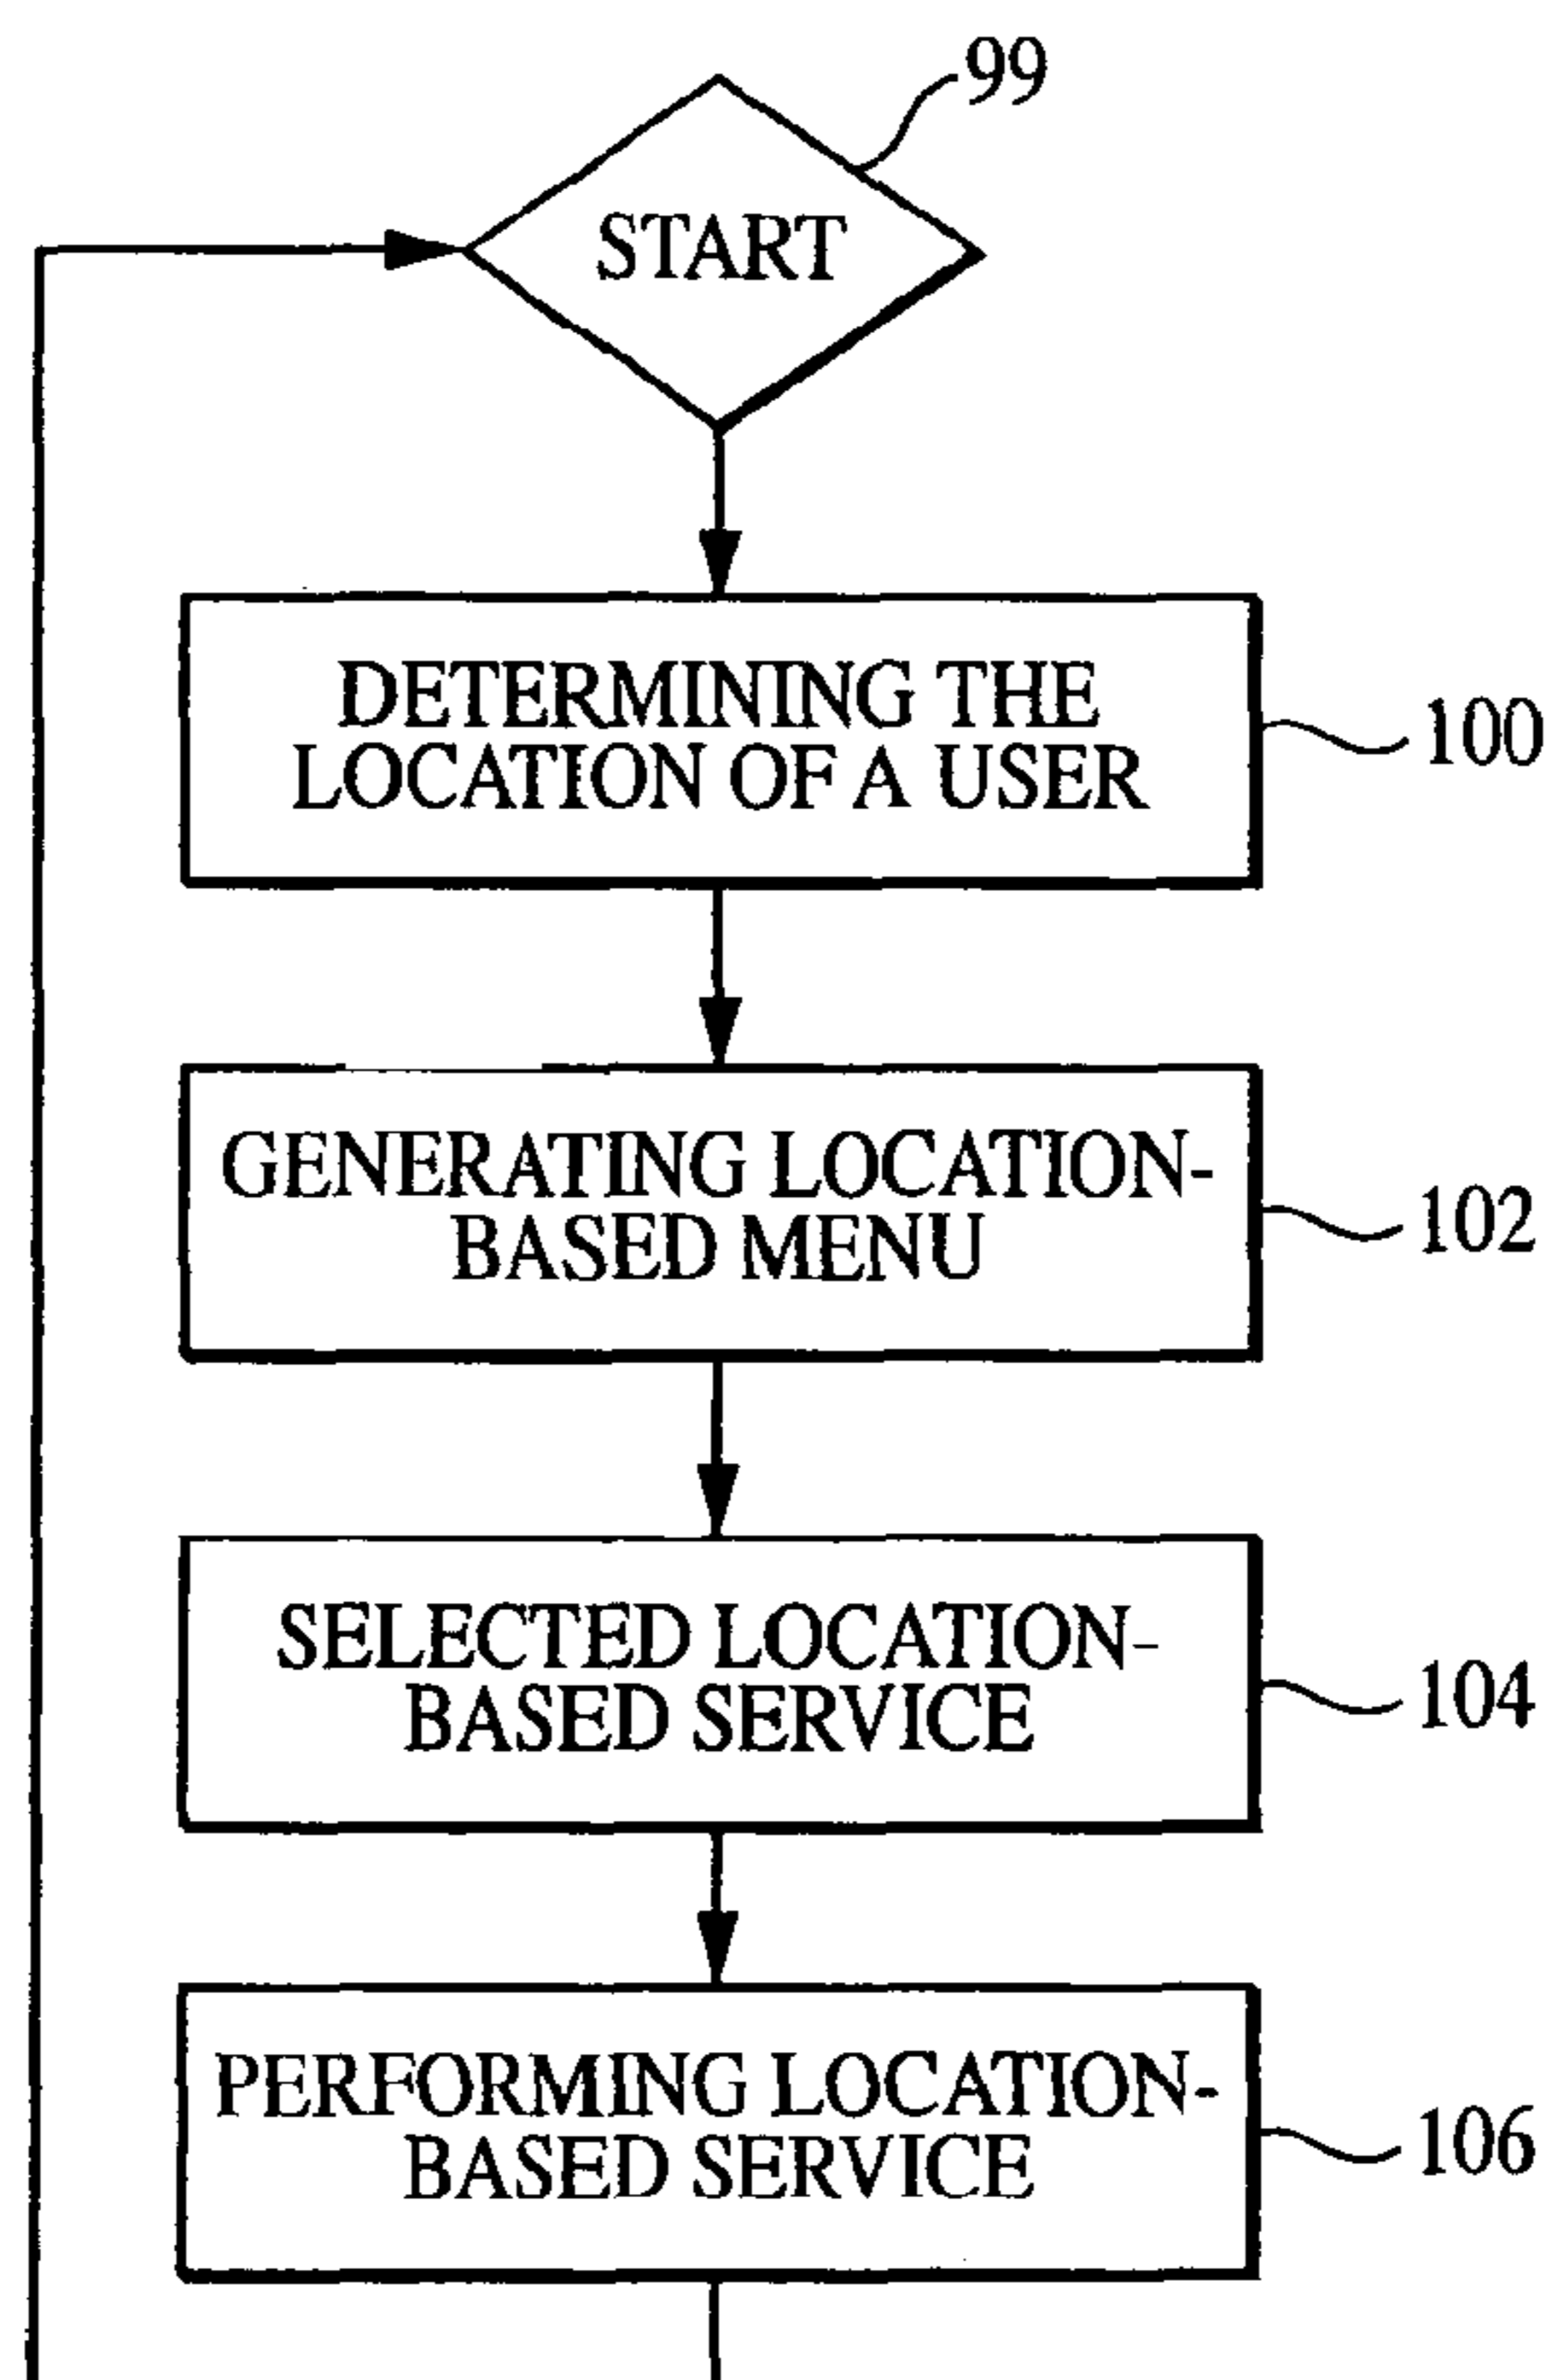 99
START
DETERMINING THE
LOCATION OF A USER
100
GENERATING LOCATION-
BASED MENU
102
SELECTED LOCATION-
BASED SERVICE
104
PERFORMING LOCATION-
BASED SERVICE
106